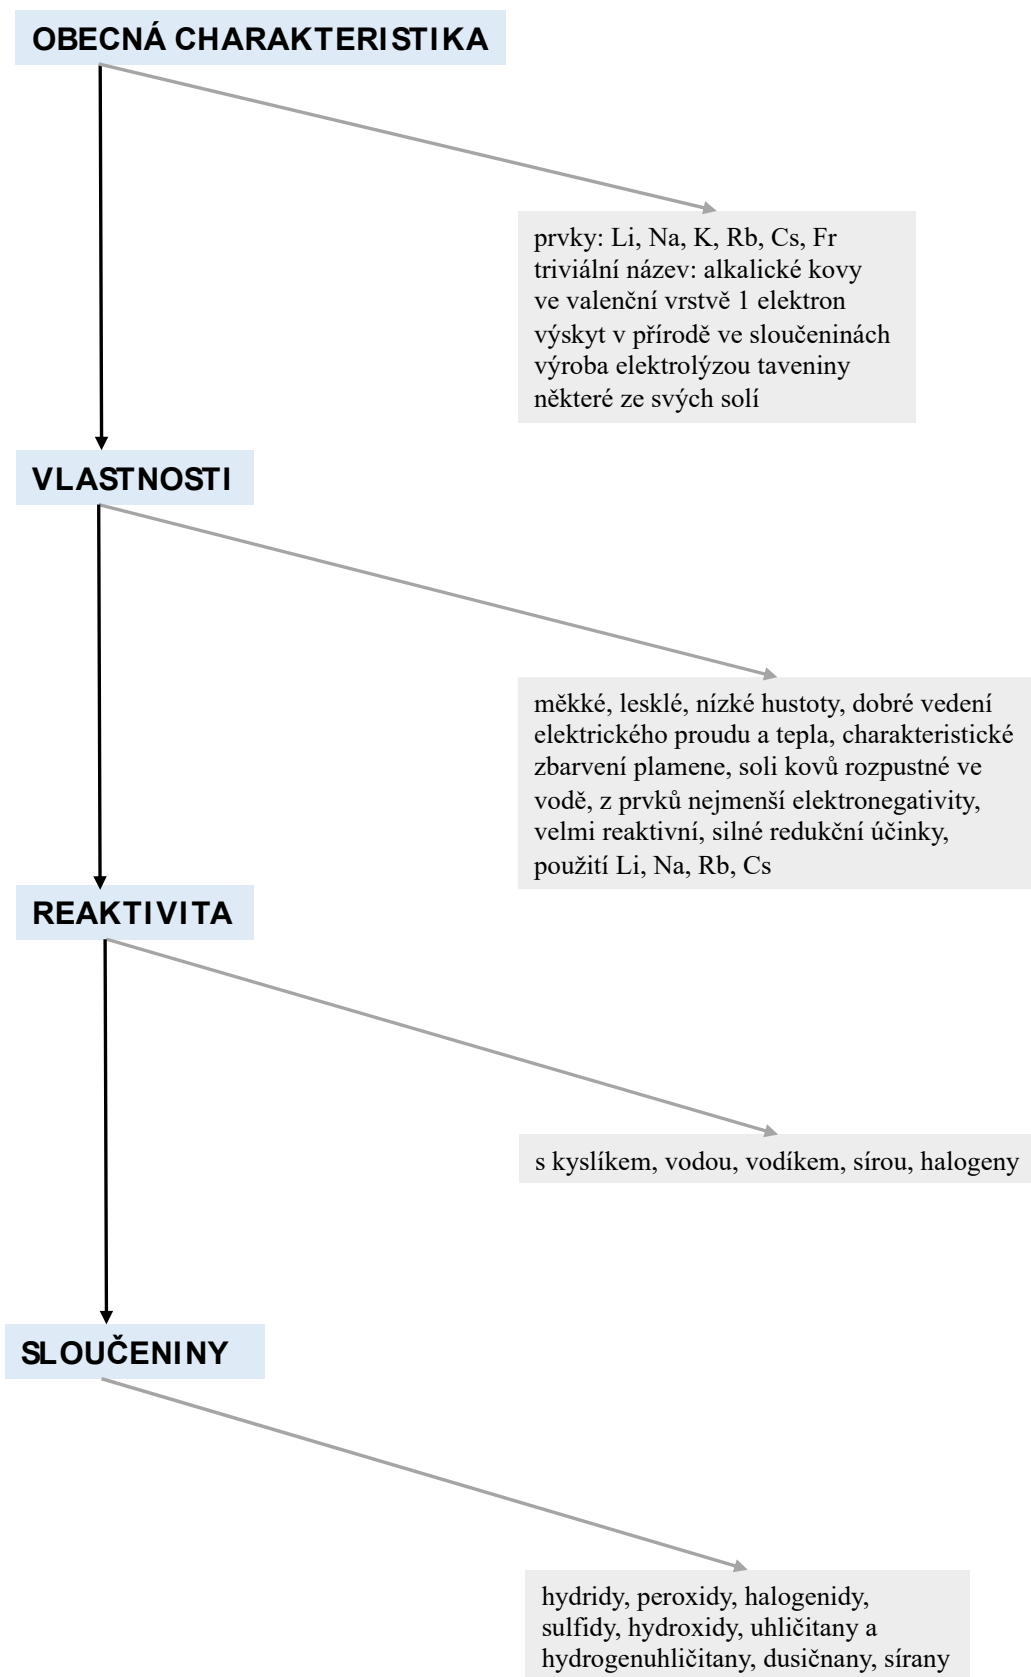 OBECNÁ CHARAKTERISTIKA
prvky: Li, Na, K, Rb, Cs, Fr
triviální název: alkalické kovy
ve valenční vrstvě 1 elektron
výskyt v přírodě ve sloučeninách
výroba elektrolýzou taveniny
některé ze svých solí
VLASTNOSTI
měkké, lesklé, nízké hustoty, dobré vedení
elektrického proudu a tepla, charakteristické
zbarvení plamene, soli kovů rozpustné ve
vodě, z prvků nejmenší elektronegativity,
velmi reaktivní, silné redukční účinky,
použití Li, Na, Rb, Cs
REAKTIVITA
s kyslíkem, vodou, vodíkem, sírou, halogeny
SLOUČENINY
hydridy, peroxidy, halogenidy,
sulfidy, hydroxidy, uhličitany a
hydrogenuhličitany, dusičnany, sírany